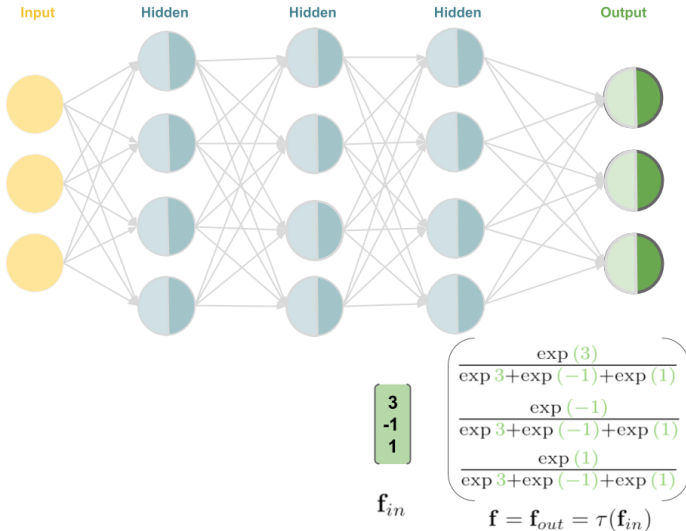 Input Hidden Hidden Hidden Output
exp (3)
exp 3+exp (−1)+exp (1)
3
-1
1
exp (−1)
exp 3+exp (−1)+exp (1)
exp (1)
exp 3+exp (−1)+exp (1)
f_in
f = f_out = τ(f_in)